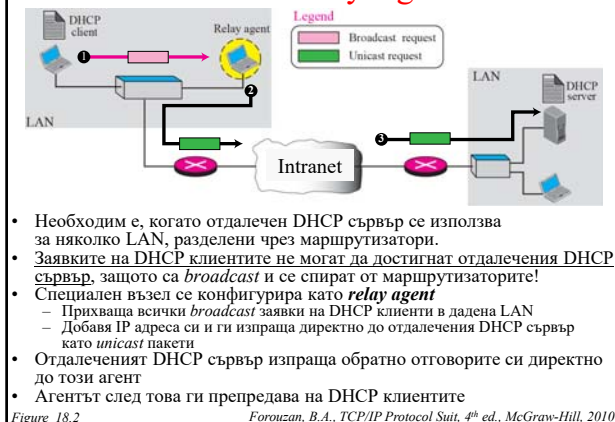 Legend
DHCP
client
Relay agent
Broadcast request
Unicast request
1
2
LAN
LAN
DHCP
server
3
Intranet
• Необходим е, когато отдалечен DHCP сървър се използва
за няколко LAN, разделени чрез маршрутизатори.
• Заявките на DHCP клиентите не могат да достигнат отдалечения DHCP
сървър, защото са broadcast и се спират от маршрутизаторите!
• Специален възел се конфигурира като relay agent
– Прихваща всички broadcast заявки на DHCP клиенти в дадена LAN
– Добавя IP адреса си и ги изпраща директно до отдалечения DHCP сървър
като unicast пакети
• Отдалеченият DHCP сървър изпраща обратно отговорите си директно
до този агент
• Агентът след това ги препредава на DHCP клиентите
Figure 18.2
Forouzan, B.A., TCP/IP Protocol Suit, 4th ed., McGraw-Hill, 2010